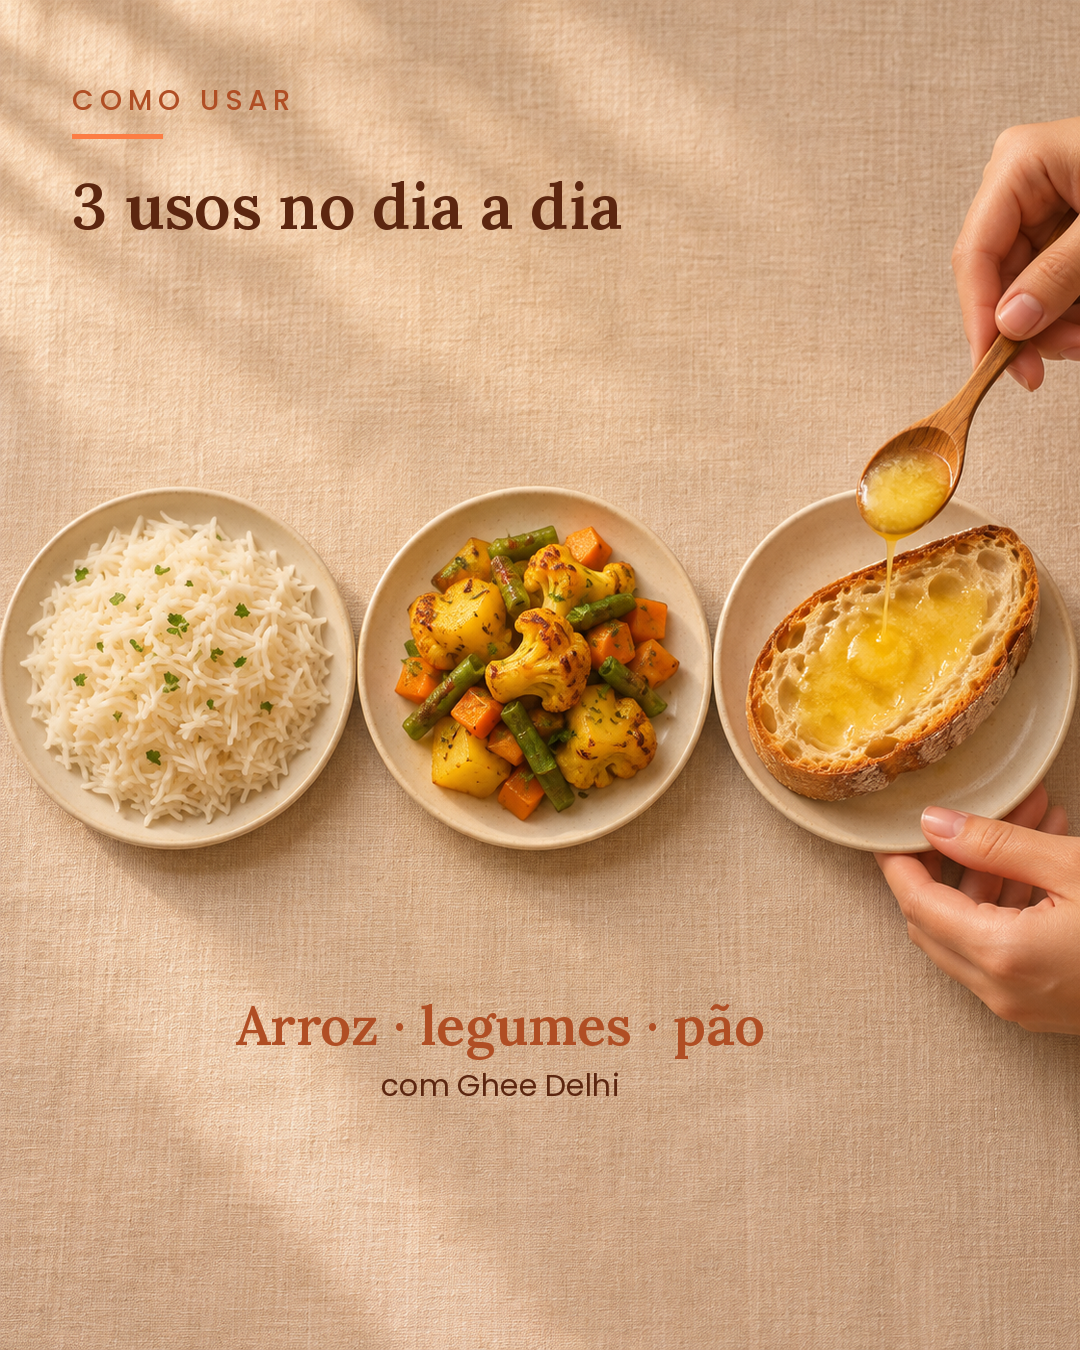 COMO USAR
3 usos no dia a dia
Arroz · legumes · pão
com Ghee Delhi